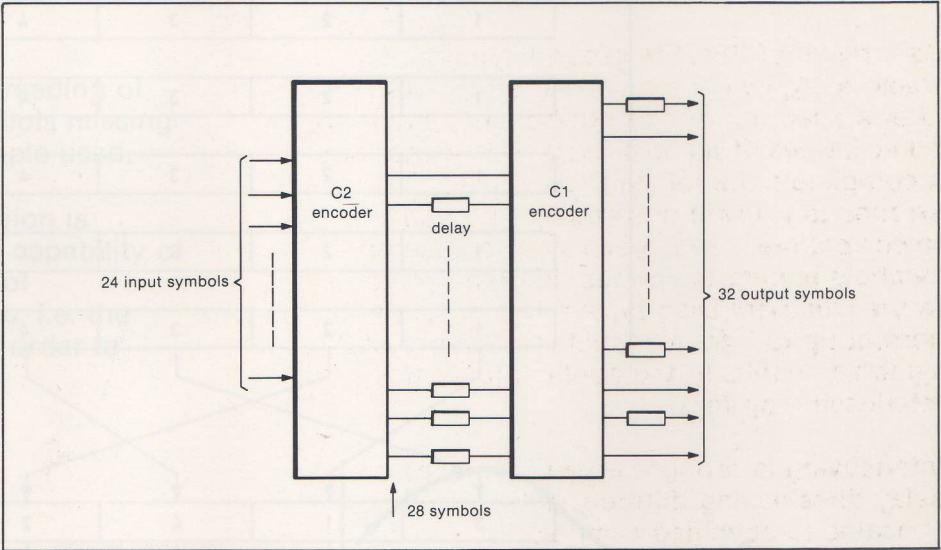 C2
encoder
C1
encoder
delay
24 input symbols
32 output symbols
28 symbols